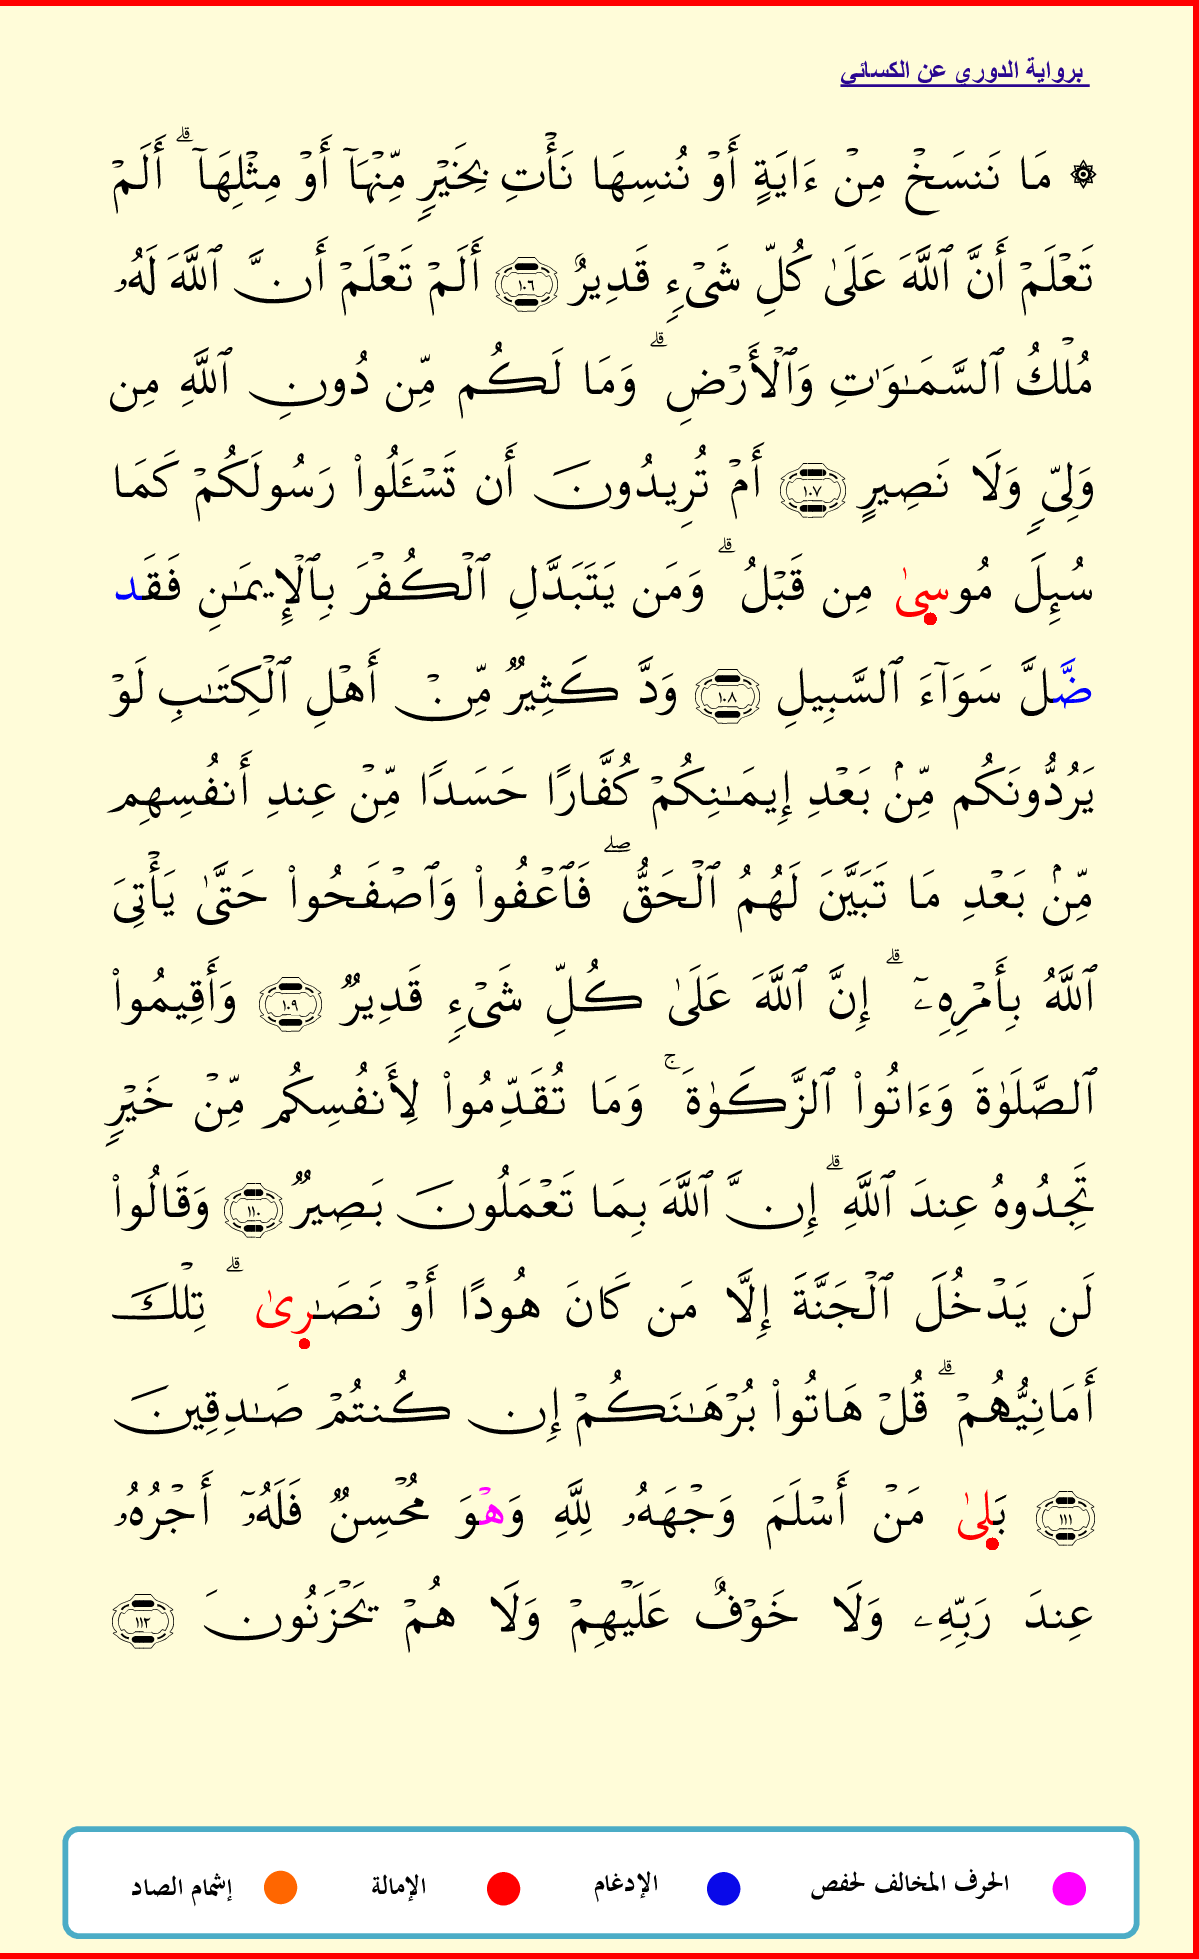 برواية الدوري عن الكسائي
۞ مَا نَنسَخْ مِنْ ءَايَةٍ أَوْ نُنسِهَا نَأْتِ بِخَيْرٍ مِّنْهَآ أَوْ مِثْلِهَآ ۗ أَلَمْ
تَعْلَمْ أَنَّ ٱللَّهَ عَلَىٰ كُلِّ شَىْءٍ قَدِيرٌ ١٠٦ أَلَمْ تَعْلَمْ أَنَّ ٱللَّهَ لَهُۥ
مُلْكُ ٱلسَّمَـٰوَٰتِ وَٱلْأَرْضِ ۗ وَمَا لَكُم مِّن دُونِ ٱللَّهِ مِن
وَلِىٍّ وَلَا نَصِيرٍ ١٠٧ أَمْ تُرِيدُونَ أَن تَسْـَٔلُوا۟ رَسُولَكُمْ كَمَا
سُئِلَ مُوسِىٰ مِن قَبْلُ ۗ وَمَن يَتَبَدَّلِ ٱلْكُفْرَ بِٱلْإِيمَـٰنِ فَقَد
ضَّلَّ سَوَآءَ ٱلسَّبِيلِ ١٠٨ وَدَّ كَثِيرٌ مِّنْ أَهْلِ ٱلْكِتَـٰبِ لَوْ
يَرُدُّونَكُم مِّنۢ بَعْدِ إِيمَـٰنِكُمْ كُفَّارًا حَسَدًا مِّنْ عِندِ أَنفُسِهِم
مِّنۢ بَعْدِ مَا تَبَيَّنَ لَهُمُ ٱلْحَقُّ ۖ فَٱعْفُوا۟ وَٱصْفَحُوا۟ حَتَّىٰ يَأْتِىَ
ٱللَّهُ بِأَمْرِهِۦٓ ۗ إِنَّ ٱللَّهَ عَلَىٰ كُلِّ شَىْءٍ قَدِيرٌ ١٠٩ وَأَقِيمُوا۟
ٱلصَّلَوٰةَ وَءَاتُوا۟ ٱلزَّكَوٰةَ ۚ وَمَا تُقَدِّمُوا۟ لِأَنفُسِكُم مِّنْ خَيْرٍ
تَجِدُوهُ عِندَ ٱللَّهِ ۗ إِنَّ ٱللَّهَ بِمَا تَعْمَلُونَ بَصِيرٌ ١١٠ وَقَالُوا۟
لَن يَدْخُلَ ٱلْجَنَّةَ إِلَّا مَن كَانَ هُودًا أَوْ نَصَـٰرِىٰ ۗ تِلْكَ
أَمَانِيُّهُمْ ۗ قُلْ هَاتُوا۟ بُرْهَـٰنَكُمْ إِن كُنتُمْ صَـٰدِقِينَ
١١١ بَلِىٰ مَنْ أَسْلَمَ وَجْهَهُۥ لِلَّهِ وَهْوَ مُحْسِنٌ فَلَهُۥٓ أَجْرُهُۥ
عِندَ رَبِّهِۦ وَلَا خَوْفٌ عَلَيْهِمْ وَلَا هُمْ يَحْزَنُونَ ١١٢
الحرف المخالف لحفص الإدغام الإمالة إشمام الصاد